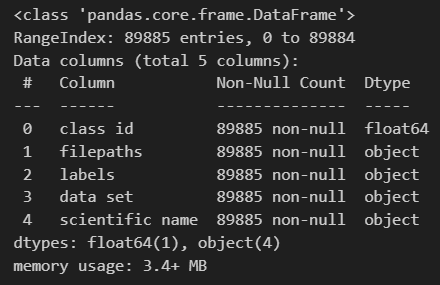 <class 'pandas.core.frame.DataFrame'>
RangeIndex: 89885 entries, 0 to 89884
Data columns (total 5 columns):
 #   Column           Non-Null Count  Dtype
---  ------           --------------  -----
 0   class id         89885 non-null  float64
 1   filepaths        89885 non-null  object
 2   labels           89885 non-null  object
 3   data set         89885 non-null  object
 4   scientific name  89885 non-null  object
dtypes: float64(1), object(4)
memory usage: 3.4+ MB